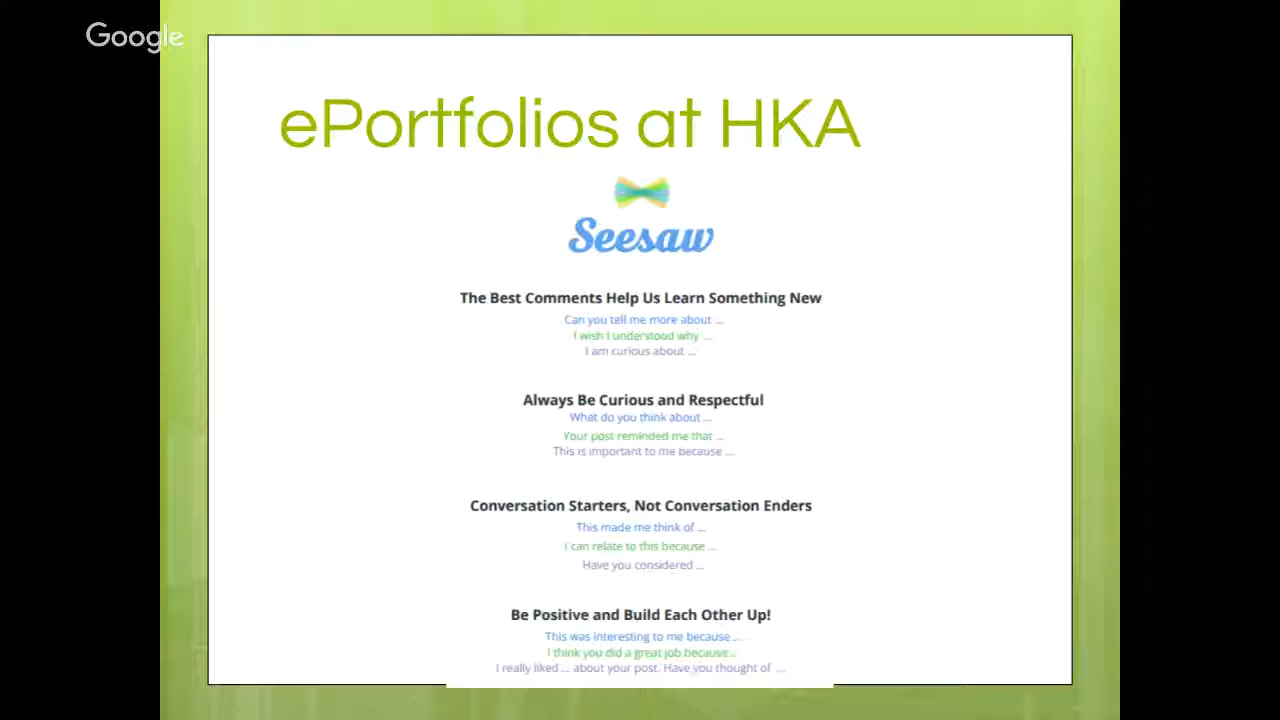 Google
ePortfolios at HKA
Seesaw
The Best Comments Help Us Learn Something New
Can you tell me more about ...
I wish I understood why ...
I am curious about ...
Always Be Curious and Respectful
What do you think about ...
Your post reminded me that ...
This is important to me because ...
Conversation Starters, Not Conversation Enders
This made me think of ...
I can relate to this because ...
Have you considered ...
Be Positive and Build Each Other Up!
This was interesting to me because ...
I think you did a great job because...
I really liked ... about your post. Have you thought of ...